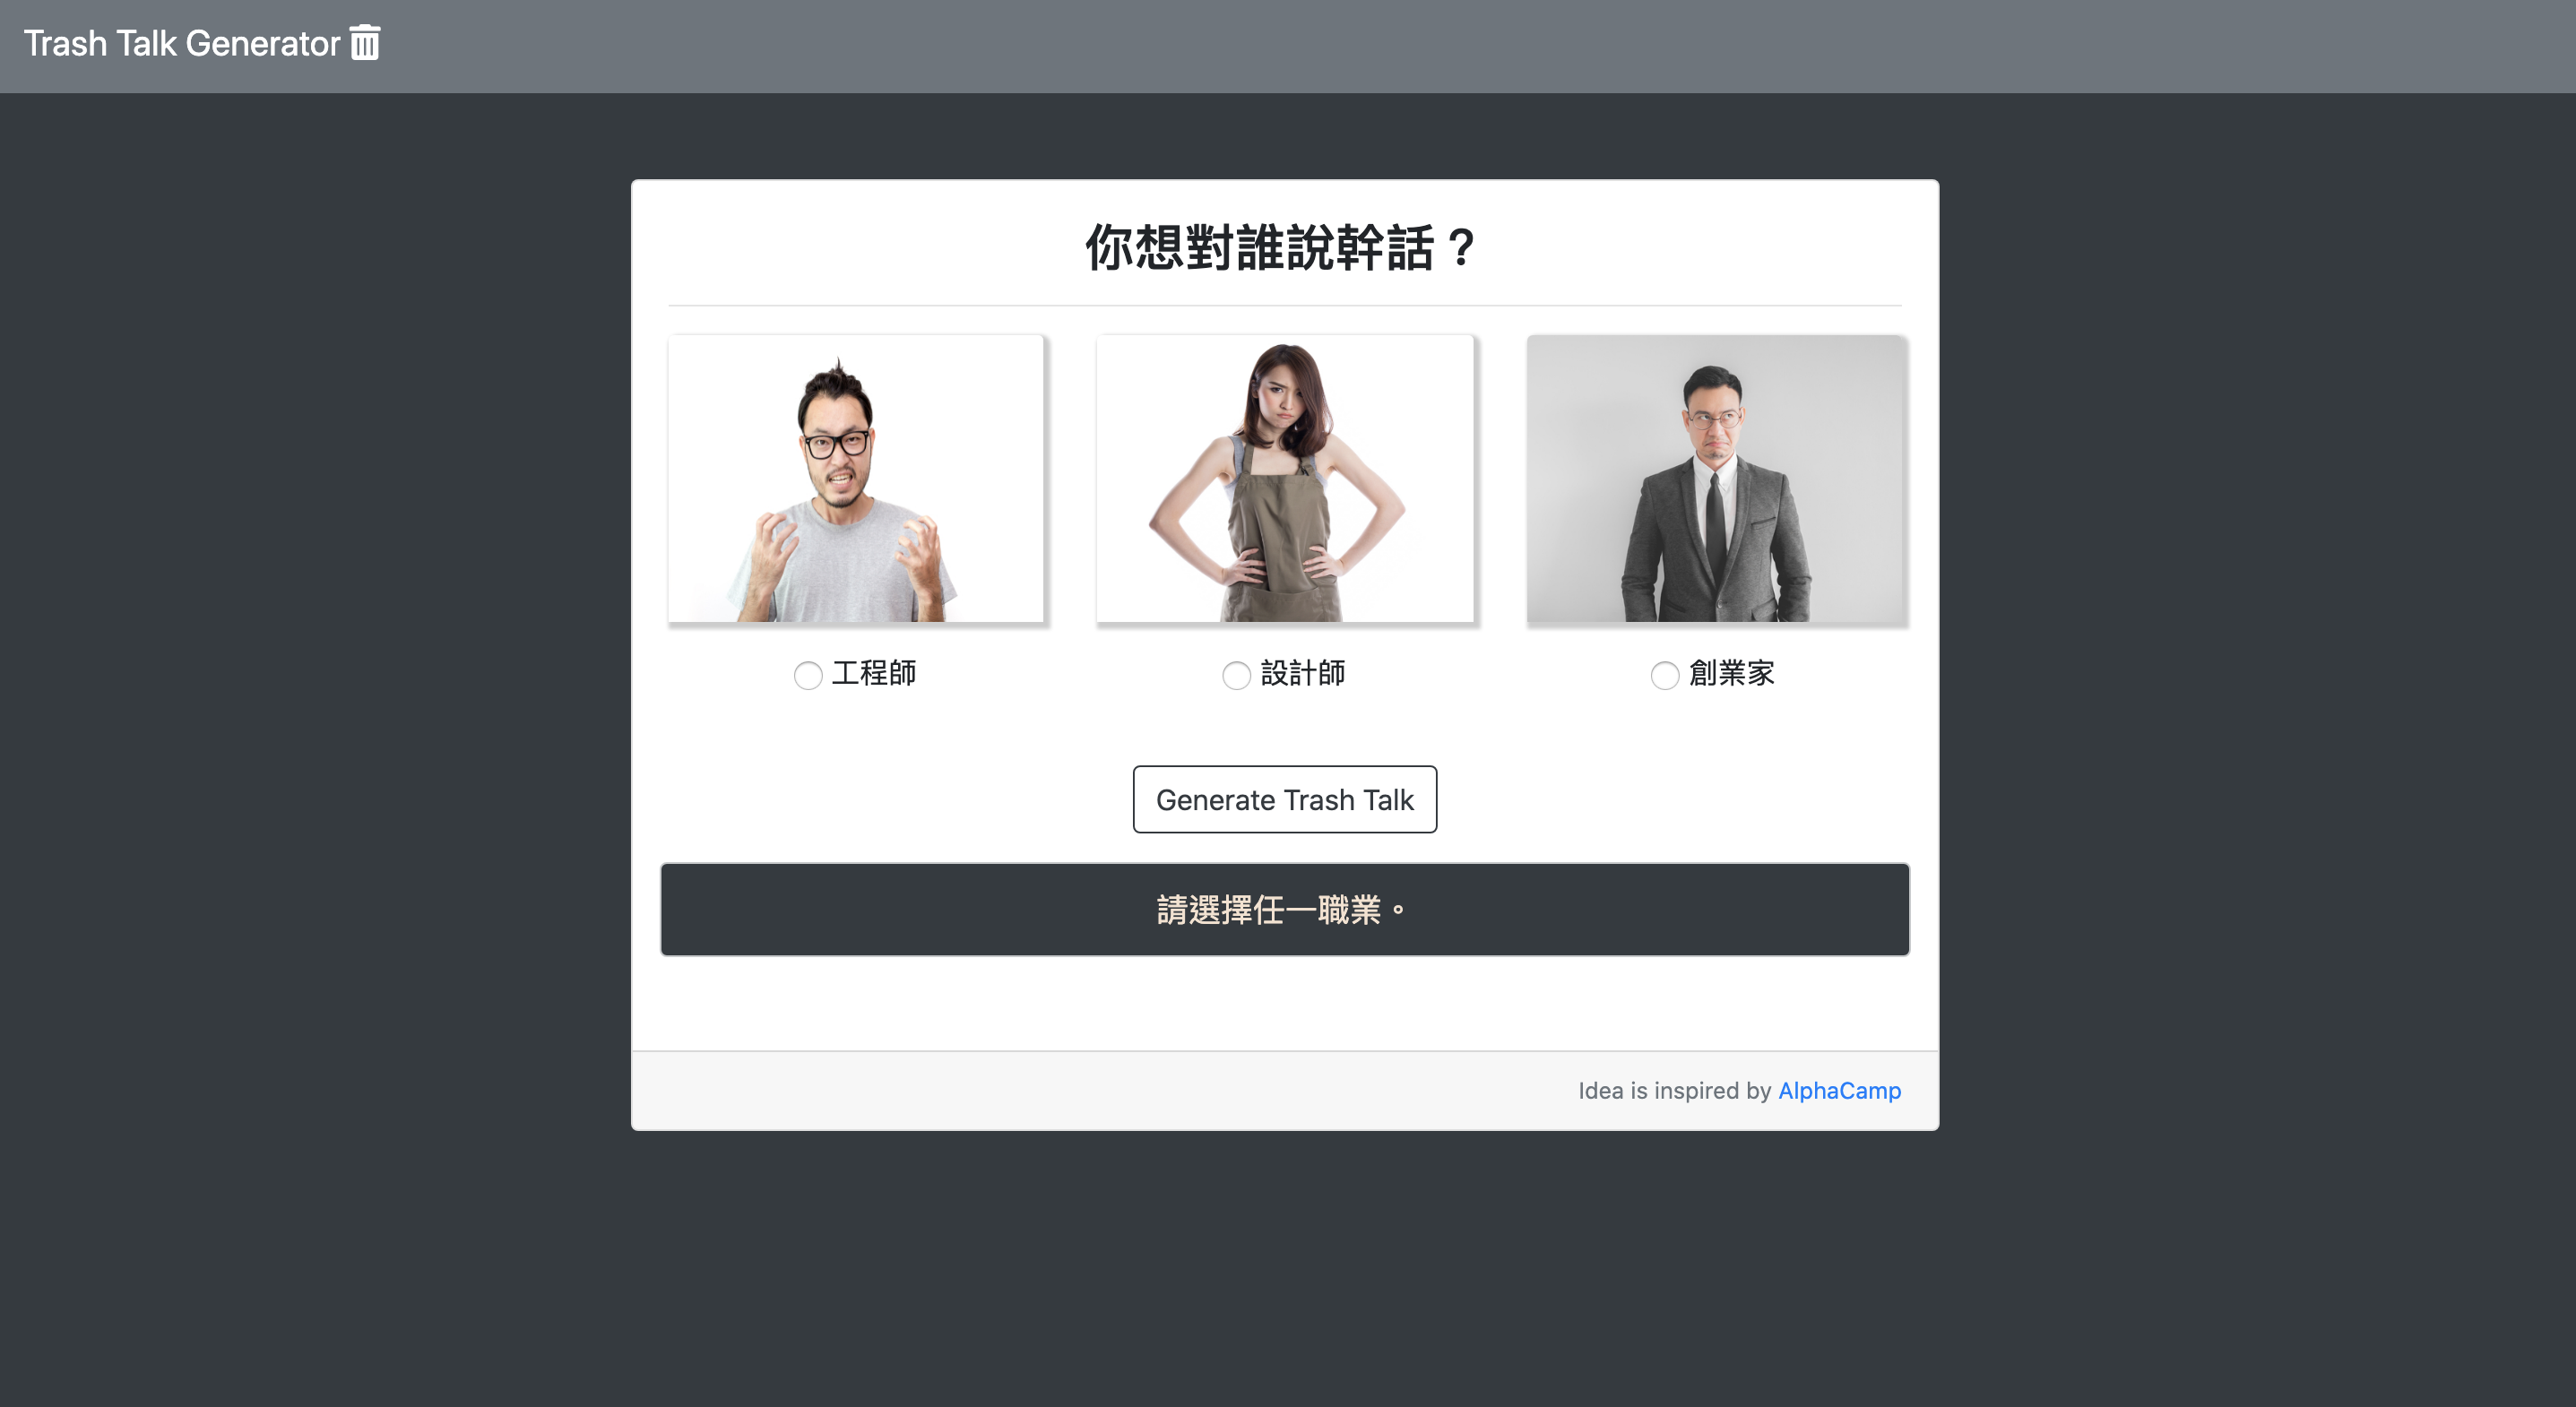 Trash Talk Generator
你想對誰說幹話？
工程師
設計師
創業家
Generate Trash Talk
請選擇任一職業。
Idea is inspired by AlphaCamp